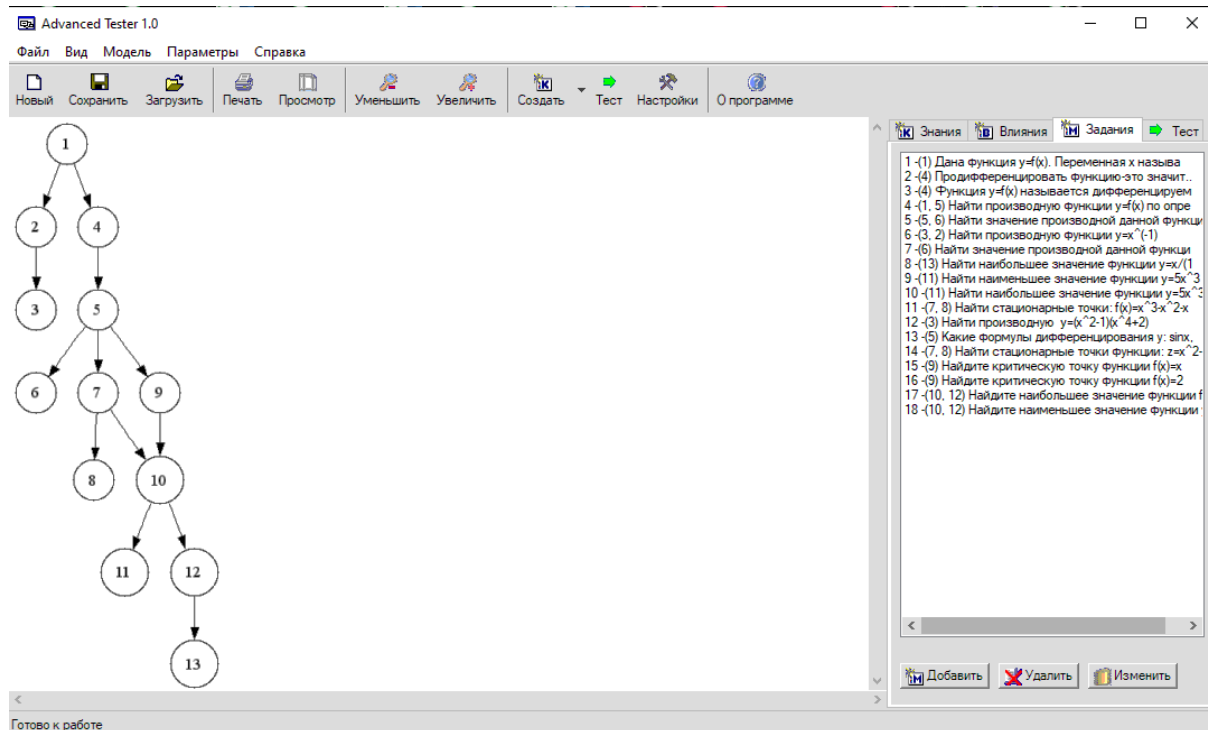 Advanced Tester 1.0
Файл Вид Модель Параметры Справка
Новый Сохранить Загрузить Печать Просмотр Уменьшить Увеличить Создать Тест Настройки О программе
Знания Влияния Задания Тест
1
2 4
3 5
6 7 9
8 10
11 12
13
1 -(1) Дана функция y=f(x). Переменная x называ
2 -(4) Продифференцировать функцию-это значит..
3 -(4) Функция y=f(x) называется дифференцируем
4 -(1, 5) Найти производную функции y=f(x) по опре
5 -(5, 6) Найти значение производной данной функци
6 -(3, 2) Найти производную функции y=x^(-1)
7 -(6) Найти значение производной данной функци
8 -(13) Найти наибольшее значение функции y=x/(1
9 -(11) Найти наименьшее значение функции y=5x^3
10 -(11) Найти наибольшее значение функции y=5x^3
11 -(7, 8) Найти стационарные точки: f(x)=x^3-x^2-x
12 -(3) Найти производную y=(x^2-1)(x^4+2)
13 -(5) Какие формулы дифференцирования y: sinx,
14 -(7, 8) Найти стационарные точки функции: z=x^2-
15 -(9) Найдите критическую точку функции f(x)=x
16 -(9) Найдите критическую точку функции f(x)=2
17 -(10, 12) Найдите наибольшее значение функции f
18 -(10, 12) Найдите наименьшее значение функции
Добавить Удалить Изменить
Готово к работе